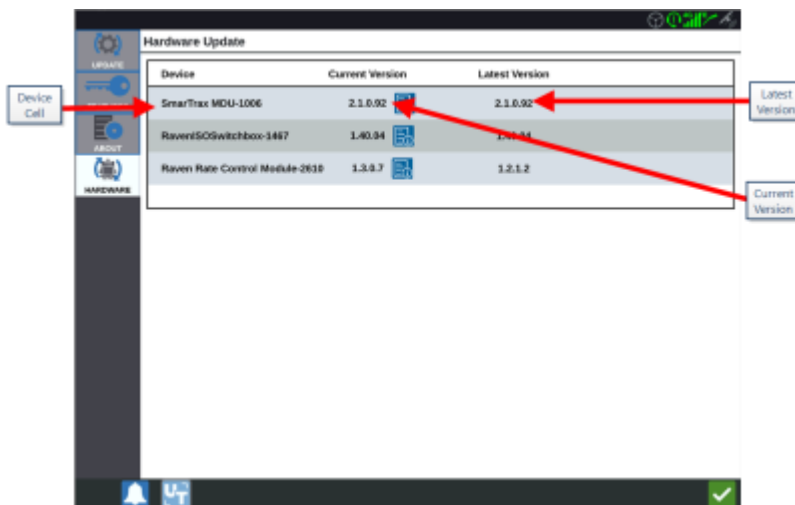 Hardware Update
UPDATE
Device Current Version Latest Version
SmarTrax MDU-1006 2.1.0.92 2.1.0.92
RavenISOSwitchbox-1467 1.40.04
ABOUT
Raven Rate Control Module-2610 1.3.0.7 1.2.1.2
HARDWARE
Device
Cell
Latest
Version
Current
Version
UT